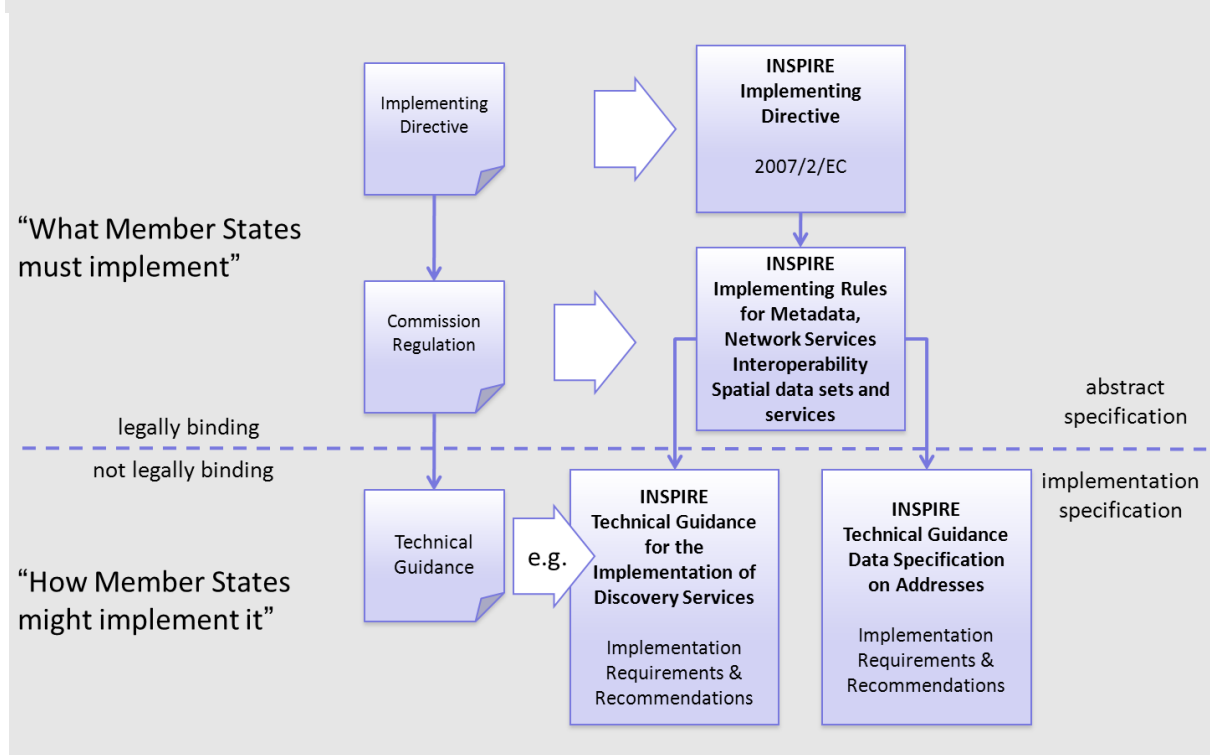 Implementing
Directive
INSPIRE
Implementing
Directive
2007/2/EC
“What Member States
must implement”
Commission
Regulation
INSPIRE
Implementing Rules
for Metadata,
Network Services
Interoperability
Spatial data sets and
services
abstract
specification
legally binding
not legally binding
implementation
specification
“How Member States
might implement it”
Technical
Guidance
e.g.
INSPIRE
Technical Guidance
for the
Implementation of
Discovery Services
Implementation
Requirements &
Recommendations
INSPIRE
Technical Guidance
Data Specification
on Addresses
Implementation
Requirements &
Recommendations